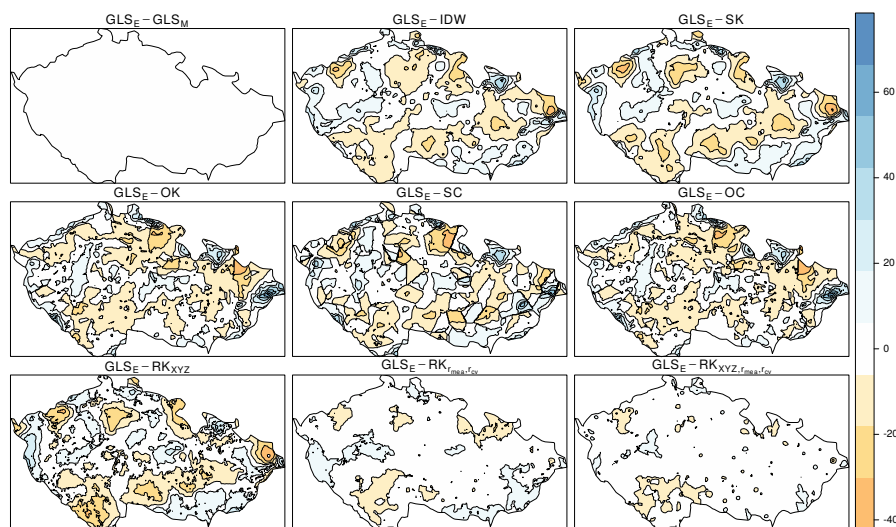 GLS_E − GLS_M
GLS_E − IDW
GLS_E − SK
GLS_E − OK
GLS_E − SC
GLS_E − OC
GLS_E − RK_XYZ
GLS_E − RK_r_mea,r_cv
GLS_E − RK_XYZ,r_mea,r_cv
60
40
20
0
-20
-40